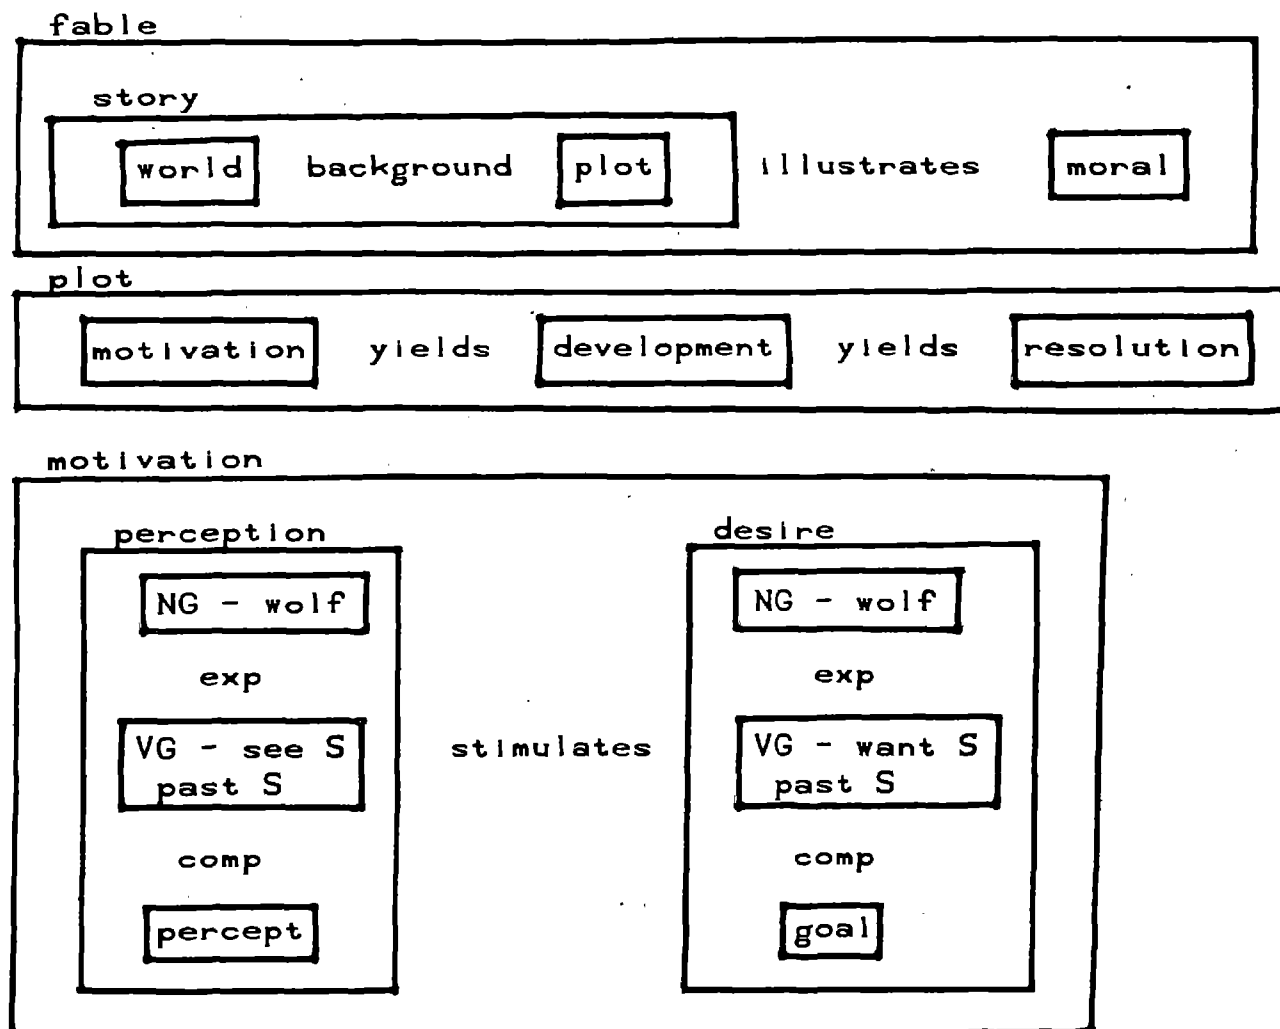 fable
story
world background plot illustrates moral
plot
motivation yields development yields resolution
motivation
perception desire
NG - wolf NG - wolf
exp exp
VG - see S stimulates VG - want S
past S past S
comp comp
percept goal